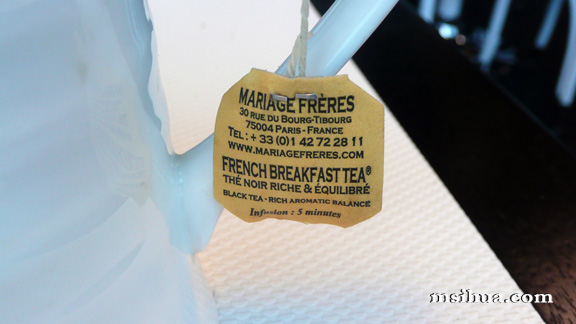 MARIAGE FRÈRES
30 RUE DU BOURG-TIBOURG
75004 PARIS - FRANCE
TEL : + 33 (0)1 42 72 28 11
WWW.MARIAGEFRERES.COM
FRENCH BREAKFAST TEA®
THÉ NOIR RICHE & ÉQUILIBRÉ
BLACK TEA - RICH AROMATIC BALANCE
Infusion : 5 minutes
msihua.com